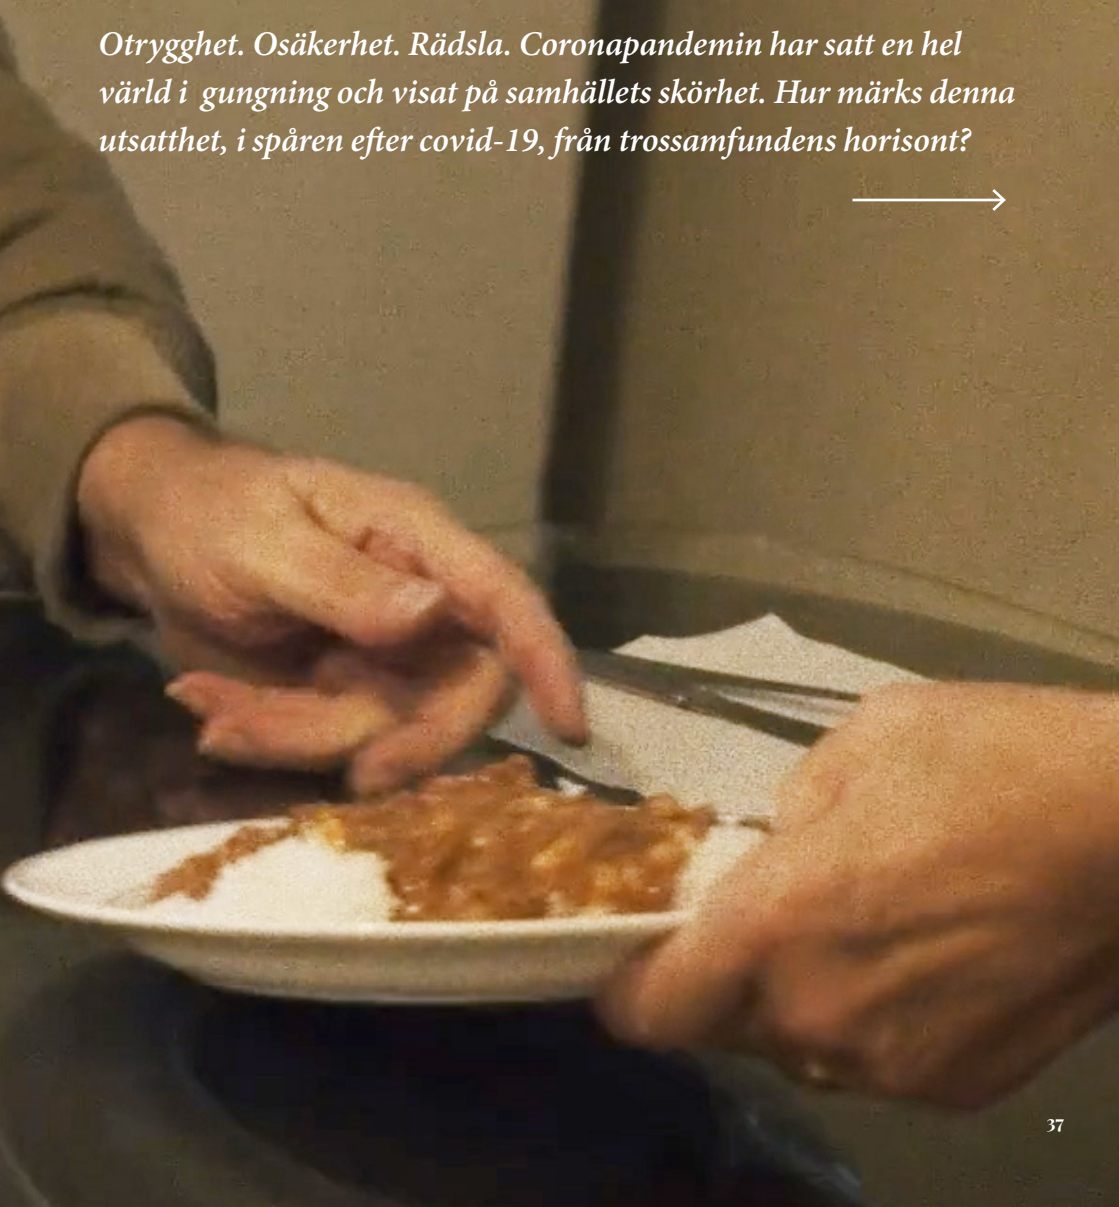 Otrygghet. Osäkerhet. Rädsla. Coronapandemin har satt en hel
värld i gungning och visat på samhällets skörhet. Hur märks denna
utsatthet, i spåren efter covid-19, från trossamfundens horisont?
37